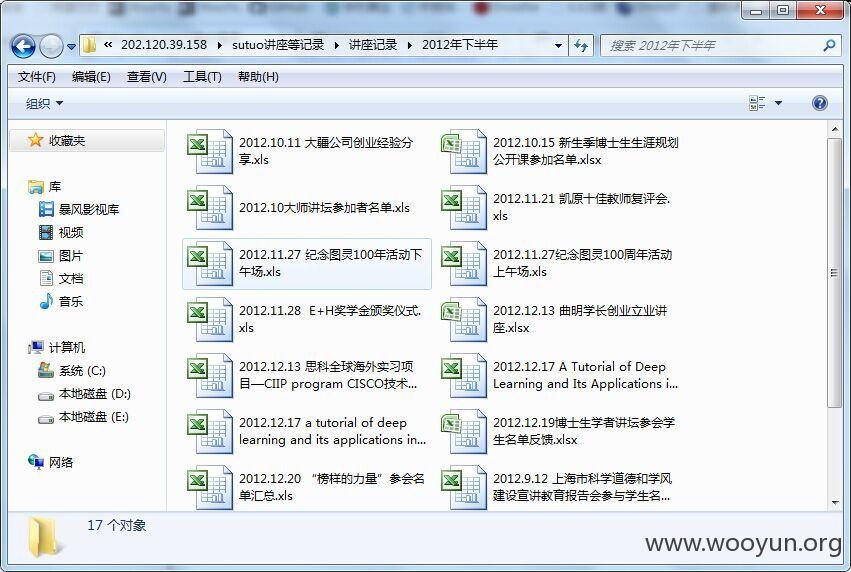 « 202.120.39.158 ▸ sutuo讲座等记录 ▸ 讲座记录 ▸ 2012年下半年
搜索 2012年下半年
文件(F) 编辑(E) 查看(V) 工具(T) 帮助(H)
组织
收藏夹
库
暴风影视库
视频
图片
文档
音乐
计算机
系统 (C:)
本地磁盘 (D:)
本地磁盘 (E:)
网络
2012.10.11 大疆公司创业经验分
享.xls
2012.10.15 新生季博士生生涯规划
公开课参加名单.xlsx
2012.10大师讲坛参加者名单.xls
2012.11.21 凯原十佳教师复评会.
xls
2012.11.27 纪念图灵100年活动下
午场.xls
2012.11.27纪念图灵100周年活动
上午场.xls
2012.11.28 E+H奖学金颁奖仪式.
xls
2012.12.13 曲明学长创业立业讲
座.xlsx
2012.12.13 思科全球海外实习项
目—CIIP program CISCO技术...
2012.12.17 A Tutorial of Deep
Learning and Its Applications i...
2012.12.17 a tutorial of deep
learning and its applications in...
2012.12.19博士生学者讲坛参会学
生名单反馈.xlsx
2012.12.20 “榜样的力量”参会名
单汇总.xls
2012.9.12 上海市科学道德和学风
建设宣讲教育报告会参与学生名...
17 个对象
www.wooyun.org